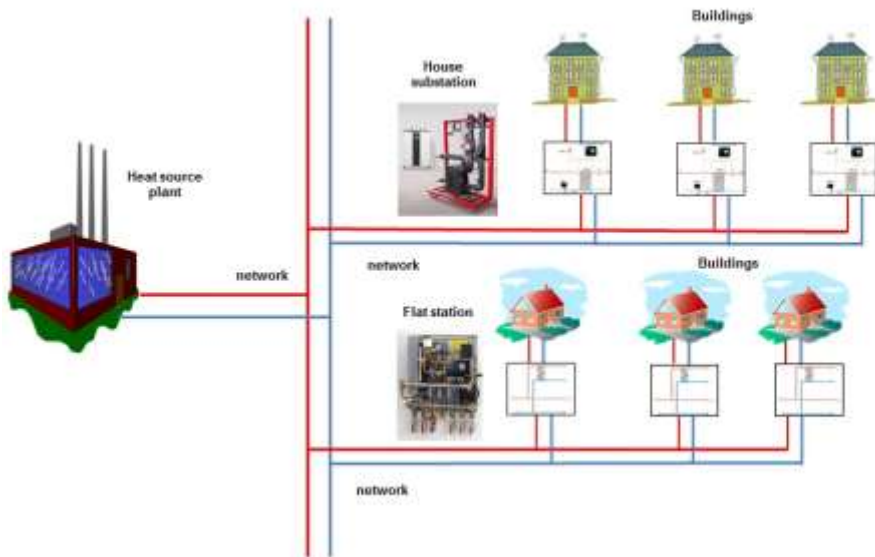 Buildings
House
substation
Heat source
plant
network
network
Buildings
Flat station
network